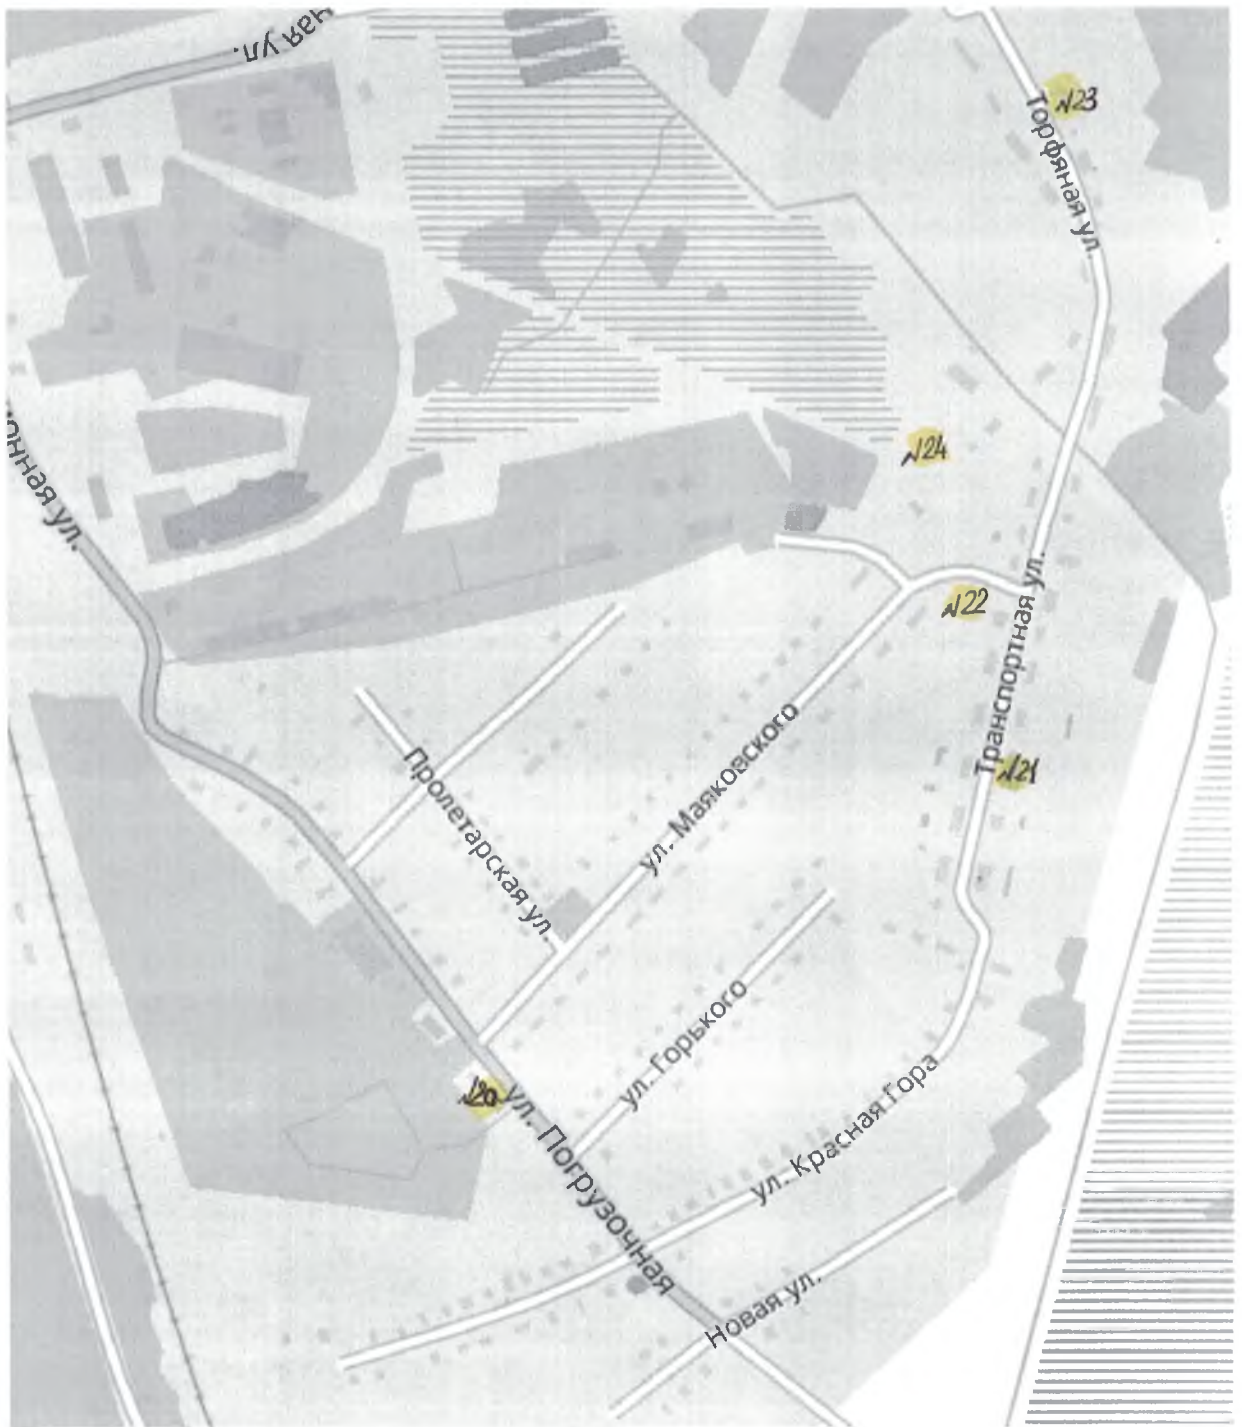 ная ул.
№23
Торфяная ул.
онная ул.
№24
№22
Транспортная ул.
№21
Пролетарская ул.
ул. Маяковского
ул. Горького
№20
ул. Погрузочная
ул. Красная Гора
Новая ул.